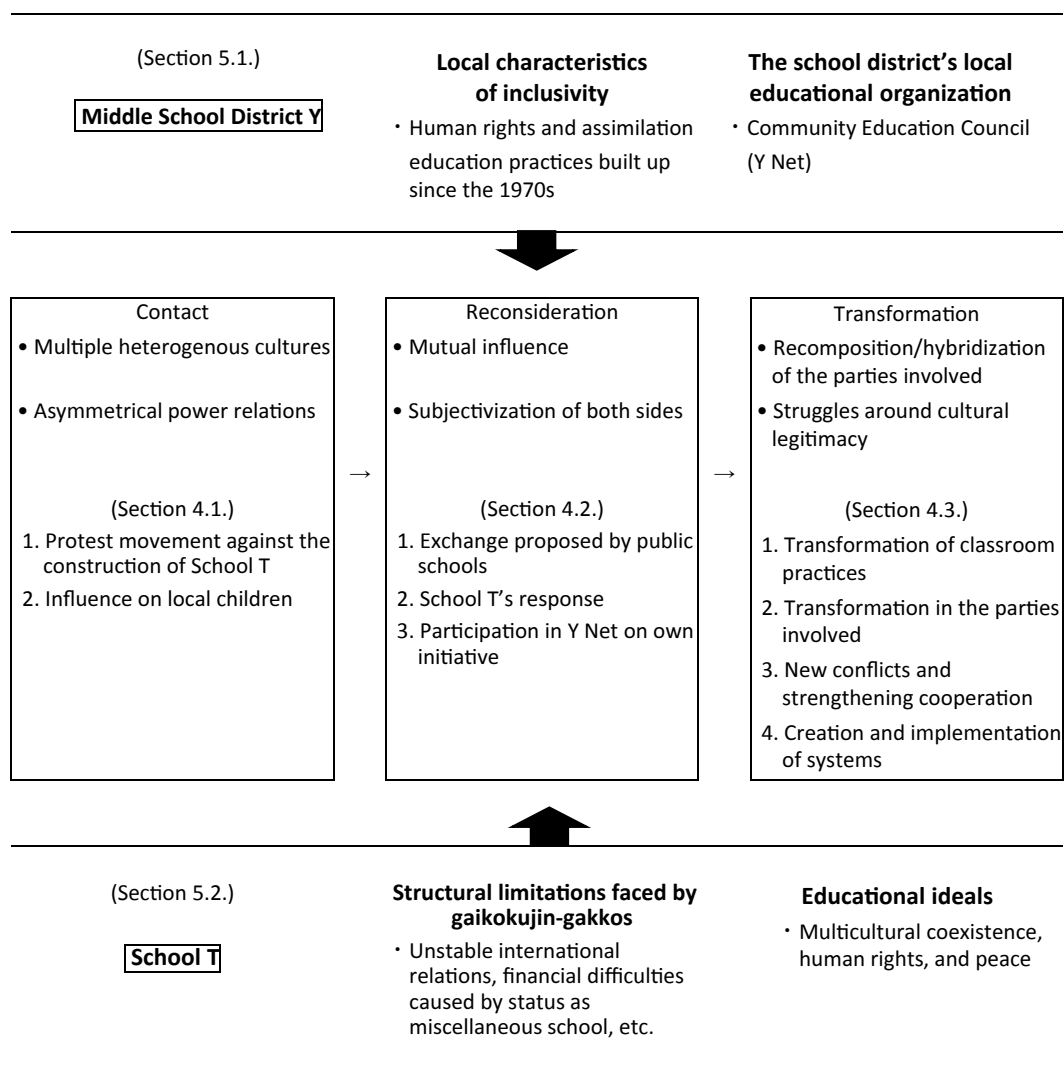 (Section 5.1.)
Middle School District Y
Local characteristics
of inclusivity
・Human rights and assimilation
education practices built up
since the 1970s
The school district's local
educational organization
・Community Education Council
(Y Net)
Contact
• Multiple heterogenous cultures
• Asymmetrical power relations
(Section 4.1.)
1. Protest movement against the
construction of School T
2. Influence on local children
→
Reconsideration
• Mutual influence
• Subjectivization of both sides
(Section 4.2.)
1. Exchange proposed by public
schools
2. School T's response
3. Participation in Y Net on own
initiative
→
Transformation
• Recomposition/hybridization
of the parties involved
• Struggles around cultural
legitimacy
(Section 4.3.)
1. Transformation of classroom
practices
2. Transformation in the parties
involved
3. New conflicts and
strengthening cooperation
4. Creation and implementation
of systems
(Section 5.2.)
School T
Structural limitations faced by
gaikokujin-gakkos
・Unstable international
relations, financial difficulties
caused by status as
miscellaneous school, etc.
Educational ideals
・Multicultural coexistence,
human rights, and peace